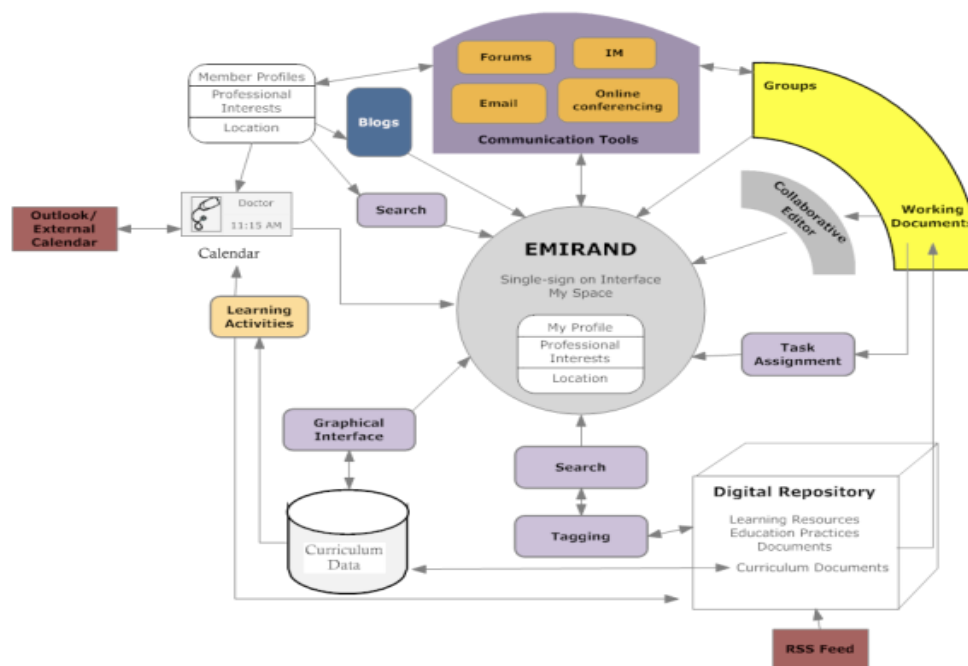 Forums
IM
Email
Online
conferencing
Communication Tools
Member Profiles
Professional
Interests
Location
Blogs
Groups
Search
Collaborative
Editor
Working
Documents
Outlook/
External
Calendar
Doctor
11:15 AM
Calendar
EMIRAND
Single-sign on Interface
My Space
My Profile
Professional
Interests
Location
Learning
Activities
Task
Assignment
Graphical
Interface
Search
Tagging
Curriculum
Data
Digital Repository
Learning Resources
Education Practices
Documents
Curriculum Documents
RSS Feed